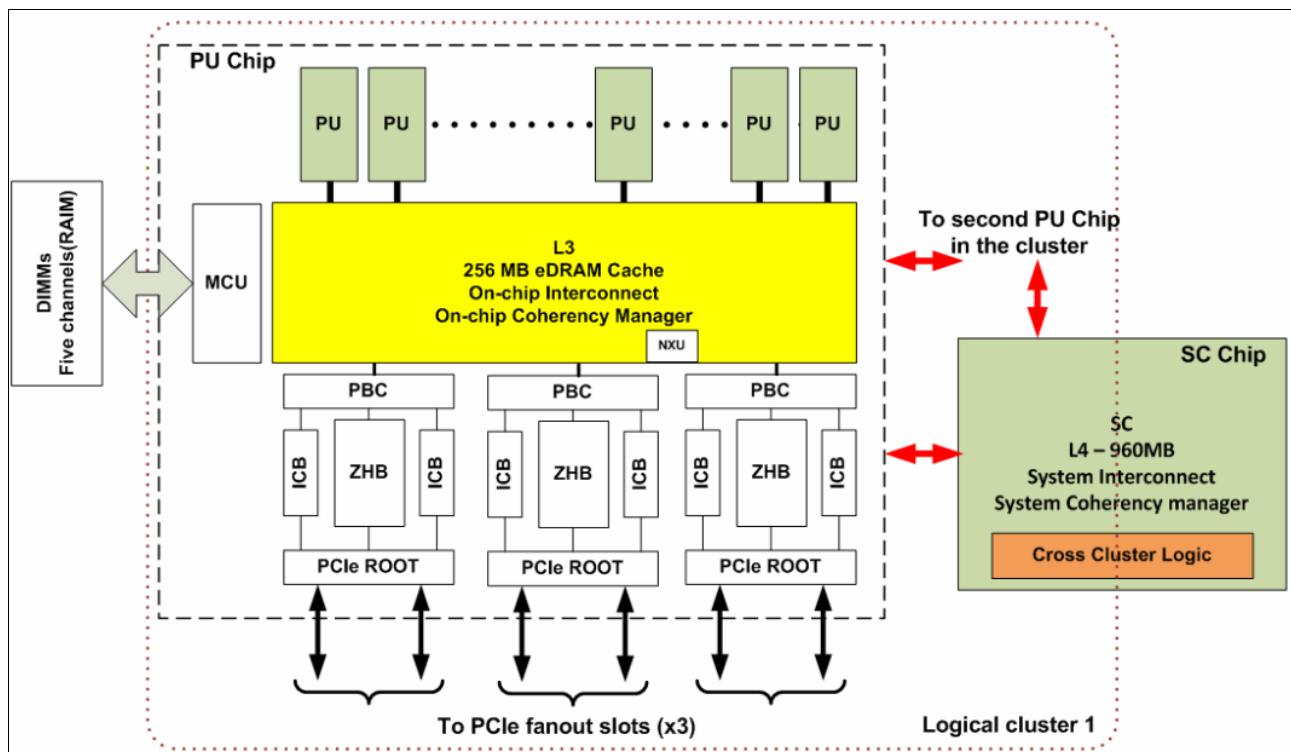 PU Chip
PU
PU
PU
PU
PU
DIMMs
Five channels(RAIM)
MCU
L3
256 MB eDRAM Cache
On-chip Interconnect
On-chip Coherency Manager
NXU
To second PU Chip
in the cluster
PBC
PBC
PBC
ICB
ZHB
ICB
ICB
ZHB
ICB
ICB
ZHB
ICB
PCIe ROOT
PCIe ROOT
PCIe ROOT
SC Chip
SC
L4 – 960MB
System Interconnect
System Coherency manager
Cross Cluster Logic
To PCIe fanout slots (x3)
Logical cluster 1